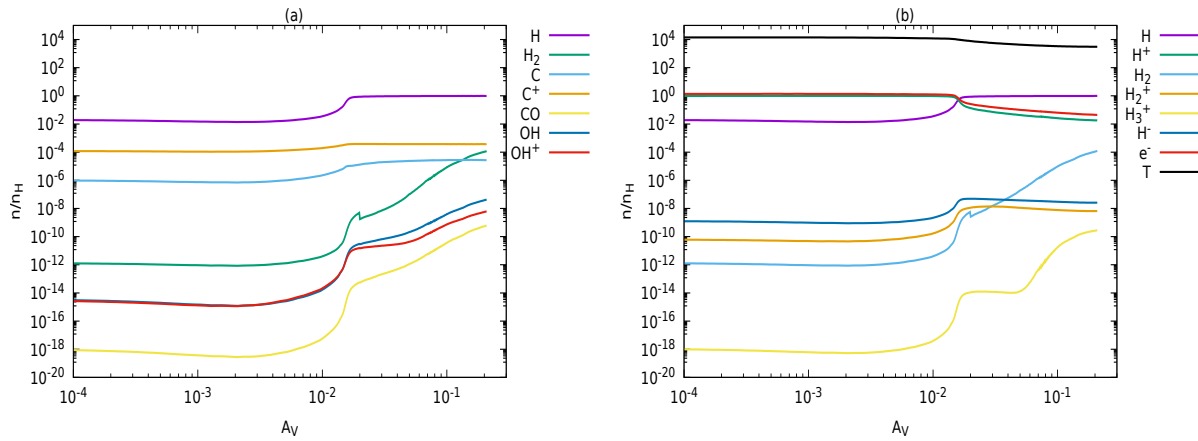 (a)
n/n_H
10^4
10^2
10^0
10^-2
10^-4
10^-6
10^-8
10^-10
10^-12
10^-14
10^-16
10^-18
10^-20
10^-4
10^-3
10^-2
10^-1
A_V
H
H_2
C
C^+
CO
OH
OH^+
(b)
n/n_H
10^4
10^2
10^0
10^-2
10^-4
10^-6
10^-8
10^-10
10^-12
10^-14
10^-16
10^-18
10^-20
10^-4
10^-3
10^-2
10^-1
A_V
H
H^+
H_2
H_2^+
H_3^+
H^-
e^-
T